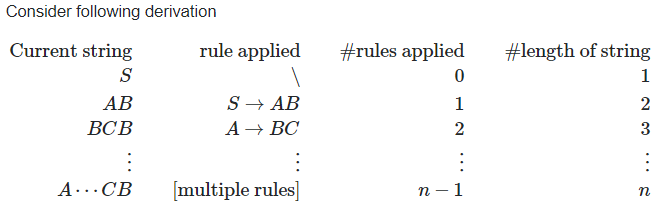 Consider following derivation
Current string rule applied #rules applied #length of string
S \ 0 1
AB S → AB 1 2
BCB A → BC 2 3
⋮ ⋮ ⋮ ⋮
A⋯CB [multiple rules] n − 1 n